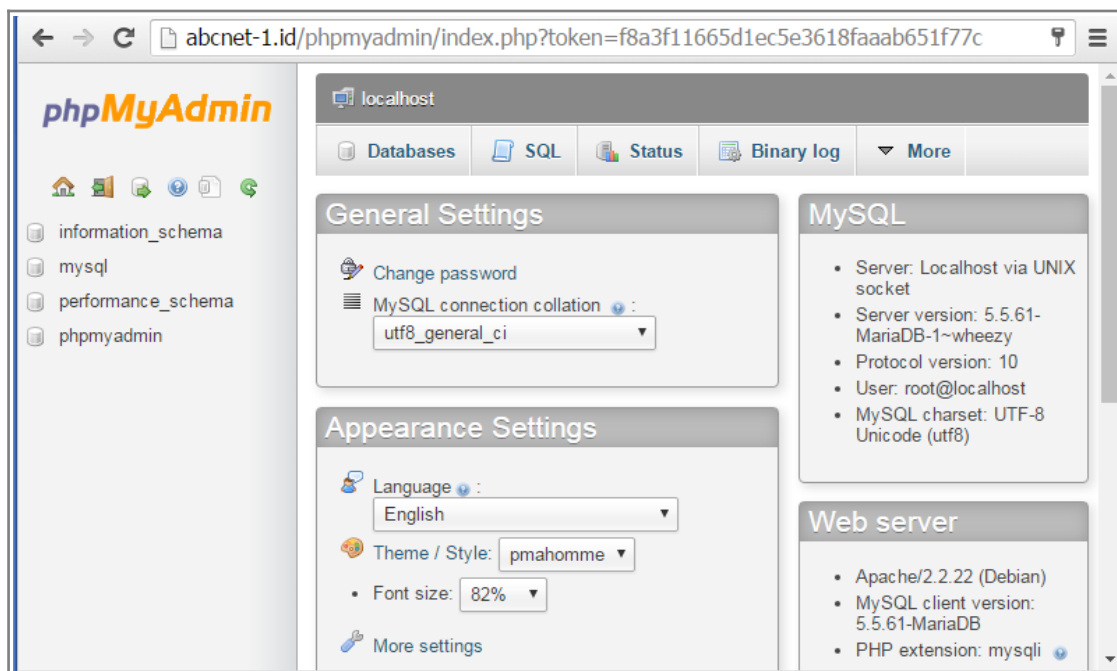 abcnet-1.id/phpmyadmin/index.php?token=f8a3f11665d1ec5e3618faaab651f77c
phpMyAdmin
information_schema
mysql
performance_schema
phpmyadmin
localhost
Databases
SQL
Status
Binary log
More
General Settings
Change password
MySQL connection collation :
utf8_general_ci
Appearance Settings
Language :
English
Theme / Style: pmahomme
• Font size: 82%
More settings
MySQL
• Server: Localhost via UNIX
socket
• Server version: 5.5.61-
MariaDB-1~wheezy
• Protocol version: 10
• User: root@localhost
• MySQL charset: UTF-8
Unicode (utf8)
Web server
• Apache/2.2.22 (Debian)
• MySQL client version:
5.5.61-MariaDB
• PHP extension: mysqli